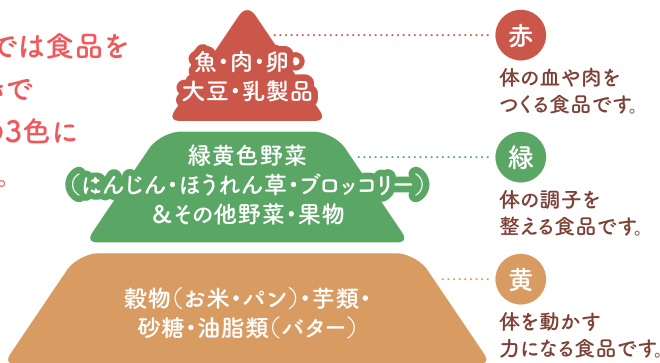 では食品を
で
の3色に
。
魚・肉・卵・
大豆・乳製品
赤
体の血や肉を
つくる食品です。
緑黄色野菜
（はんじん・ほうれん草・ブロッコリー）
＆その他野菜・果物
緑
体の調子を
整える食品です。
穀物（お米・パン）・芋類・
砂糖・油脂類（バター）
黄
体を動かす
力になる食品です。